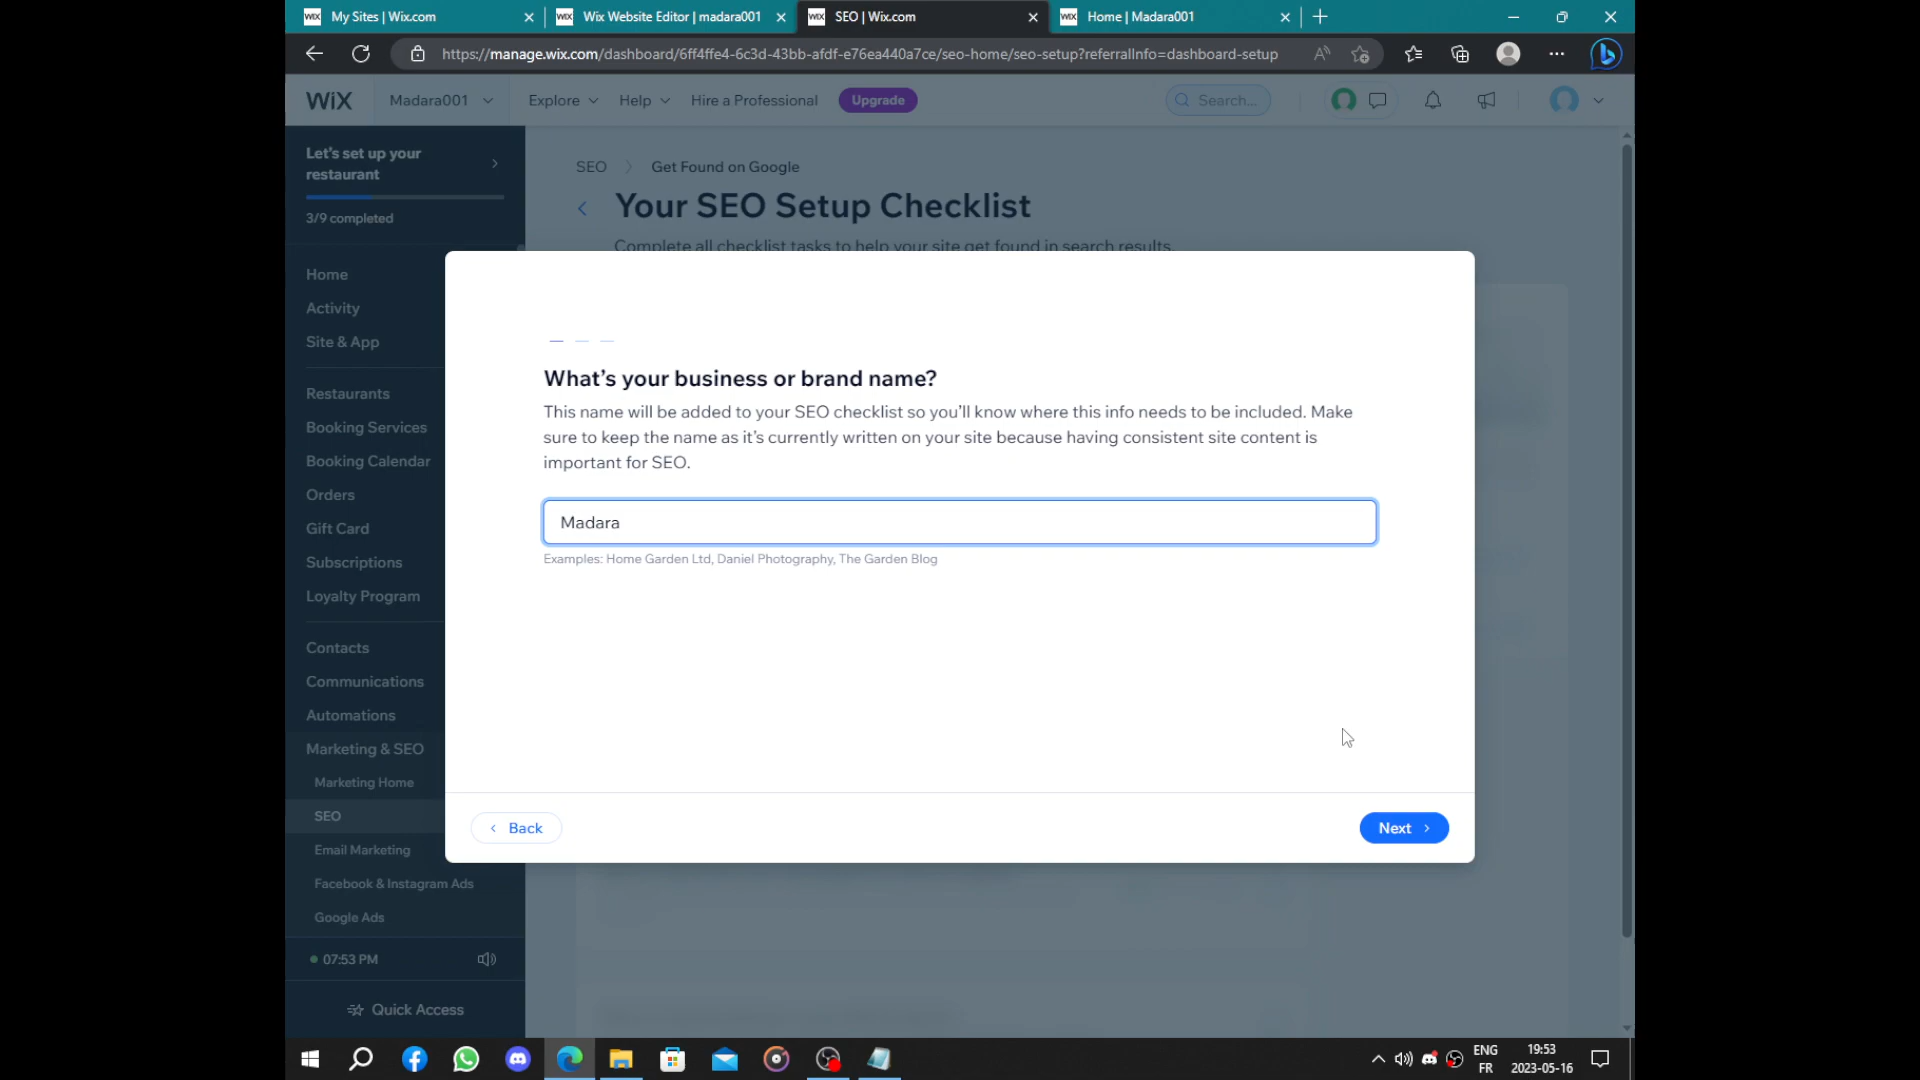 My Sites | Wix.com
Wix Website Editor | madara001
SEO | Wix.com
Home | Madara001
https://manage.wix.com/dashboard/6ff4ffe4-6c3d-43bb-afdf-e76ea440a7ce/seo-home/seo-setup?referralInfo=dashboard-setup
WiX
Madara001
Explore
Help
Hire a Professional
Upgrade
Search...
Let's set up your
restaurant
3/9 completed
Home
Activity
Site & App
Restaurants
Booking Services
Booking Calendar
Orders
Gift Card
Subscriptions
Loyalty Program
Contacts
Communications
Automations
Marketing & SEO
Marketing Home
SEO
Email Marketing
Facebook & Instagram Ads
Google Ads
07:53 PM
Quick Access
SEO > Get Found on Google
Your SEO Setup Checklist
Complete all checklist tasks to help your site get found in search results.
What's your business or brand name?
This name will be added to your SEO checklist so you'll know where this info needs to be included. Make
sure to keep the name as it's currently written on your site because having consistent site content is
important for SEO.
Madara
Examples: Home Garden Ltd, Daniel Photography, The Garden Blog
Back
Next
ENG
FR
19:53
2023-05-16